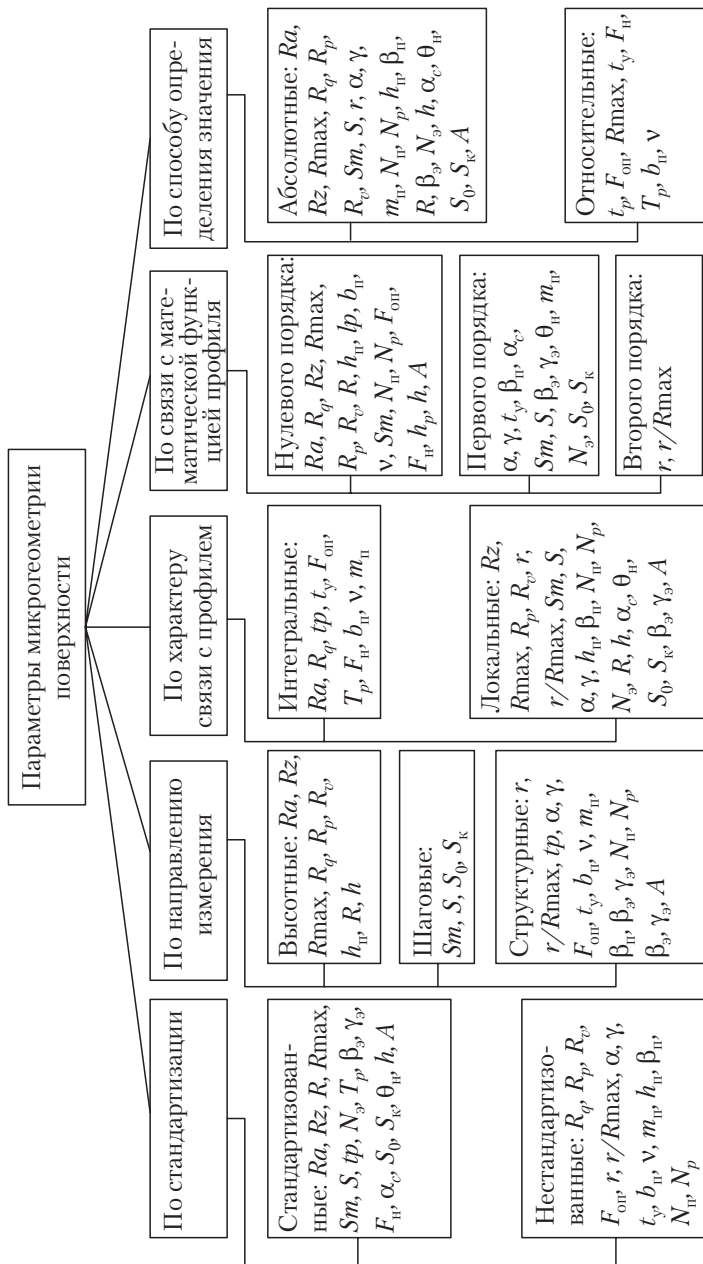 Параметры микрогеометрии
поверхности
По стандартизации
Стандартизован-
ные: Ra, Rz, R, Rmax,
Sm, S, tp, Nэ, Tp, βэ, γэ,
Fн, αc, S0, Sк, θн, h, A
Нестандартизо-
ванные: Rq, Rp, Rv,
Fоп, r, r/Rmax, α, γ,
tу, bп, ν, mп, hп, βп,
Nп, Np
По направлению
измерения
Высотные: Ra, Rz,
Rmax, Rq, Rp, Rv,
hп, R, h
Шаговые:
Sm, S, S0, Sк
Структурные: r,
r/Rmax, tp, α, γ,
Fоп, tу, bп, ν, mп,
βп, βэ, γэ, Nп, Np,
βэ, γэ, A
По характеру
связи с профилем
Интегральные:
Ra, Rq, tp, tу, Fоп,
Tp, Fн, bп, ν, mп
Локальные: Rz,
Rmax, Rp, Rv, r,
r/Rmax, Sm, S,
α, γ, hп, βп, Nп, Np,
Nэ, R, h, αc, θн,
S0, Sк, βэ, γэ, A
По связи с мате-
матической функ-
цией профиля
Нулевого порядка:
Ra, Rq, Rz, Rmax,
Rp, Rv, R, hп, lp, bп,
ν, Sm, Nп, Np, Fоп,
Fн, hp, h, A
Первого порядка:
α, γ, tу, βп, αc,
Sm, S, βэ, γэ, θн, mп,
Nэ, S0, Sк
Второго порядка:
r, r/Rmax
По способу опре-
деления значения
Абсолютные: Ra,
Rz, Rmax, Rq, Rp,
Rv, Sm, S, r, α, γ,
mп, Nп, Np, hп, βп,
R, βэ, Nэ, h, αc, θн,
S0, Sк, A
Относительные:
tp, Fоп, Rmax, tу, Fн,
Tp, bп, ν